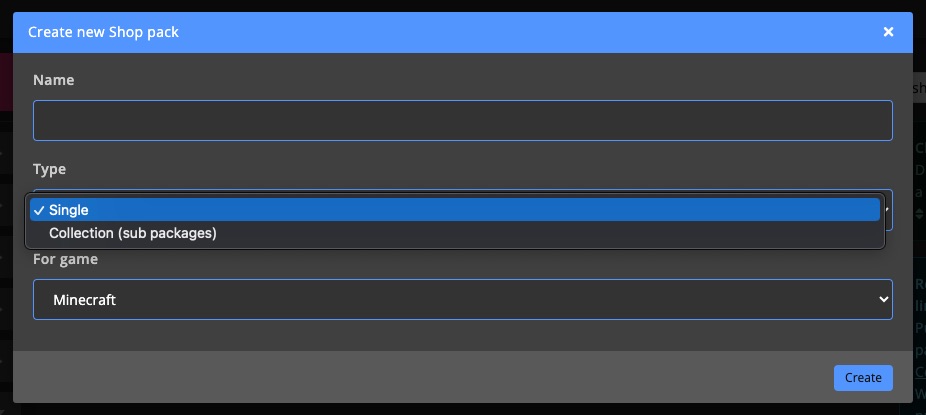 Create new Shop pack
Name
Type
Single
Collection (sub packages)
For game
Minecraft
Create